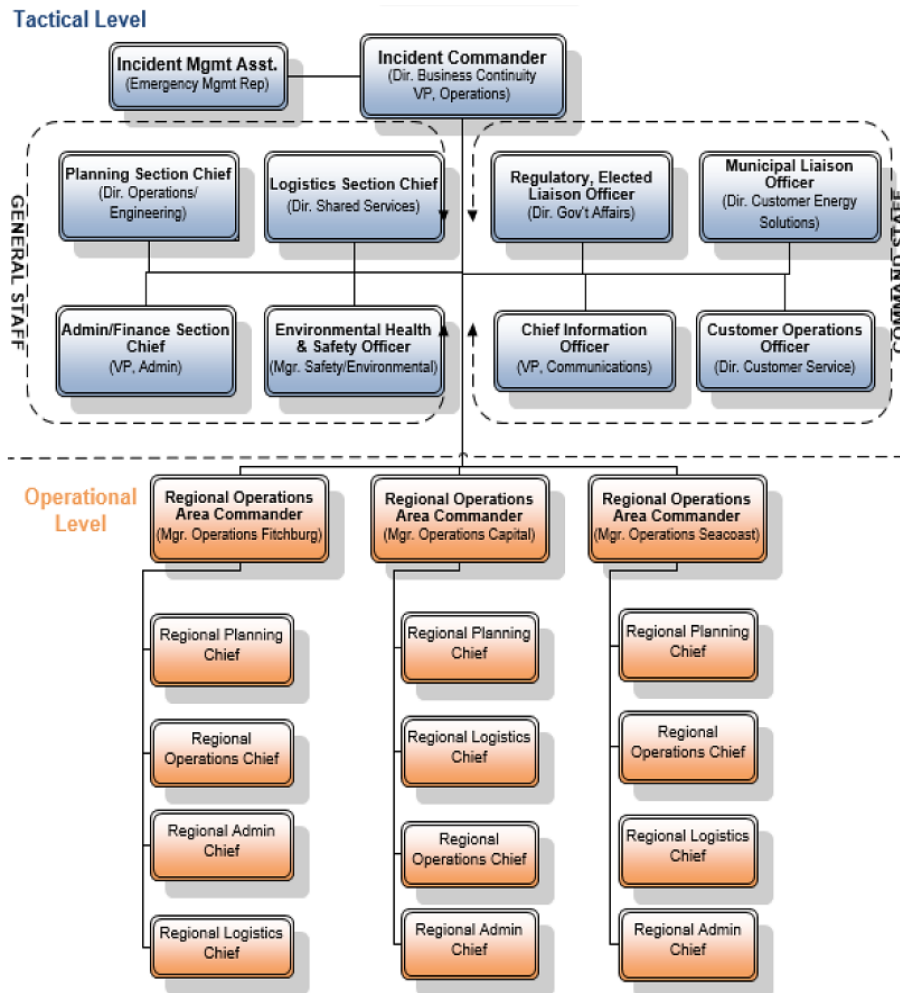 Tactical Level
Incident Mgmt Asst.
(Emergency Mgmt Rep)
Incident Commander
(Dir. Business Continuity
VP, Operations)
GENERAL STAFF
Planning Section Chief
(Dir. Operations/
Engineering)
Logistics Section Chief
(Dir. Shared Services)
Regulatory, Elected
Liaison Officer
(Dir. Gov't Affairs)
Municipal Liaison
Officer
(Dir. Customer Energy
Solutions)
COMMAND STAFF
Admin/Finance Section
Chief
(VP, Admin)
Environmental Health
& Safety Officer
(Mgr. Safety/Environmental)
Chief Information
Officer
(VP, Communications)
Customer Operations
Officer
(Dir. Customer Service)
Operational
Level
Regional Operations
Area Commander
(Mgr. Operations Fitchburg)
Regional Operations
Area Commander
(Mgr. Operations Capital)
Regional Operations
Area Commander
(Mgr. Operations Seacoast)
Regional Planning
Chief
Regional
Operations Chief
Regional Admin
Chief
Regional Logistics
Chief
Regional Planning
Chief
Regional Logistics
Chief
Regional
Operations Chief
Regional Admin
Chief
Regional Planning
Chief
Regional
Operations Chief
Regional Logistics
Chief
Regional Admin
Chief